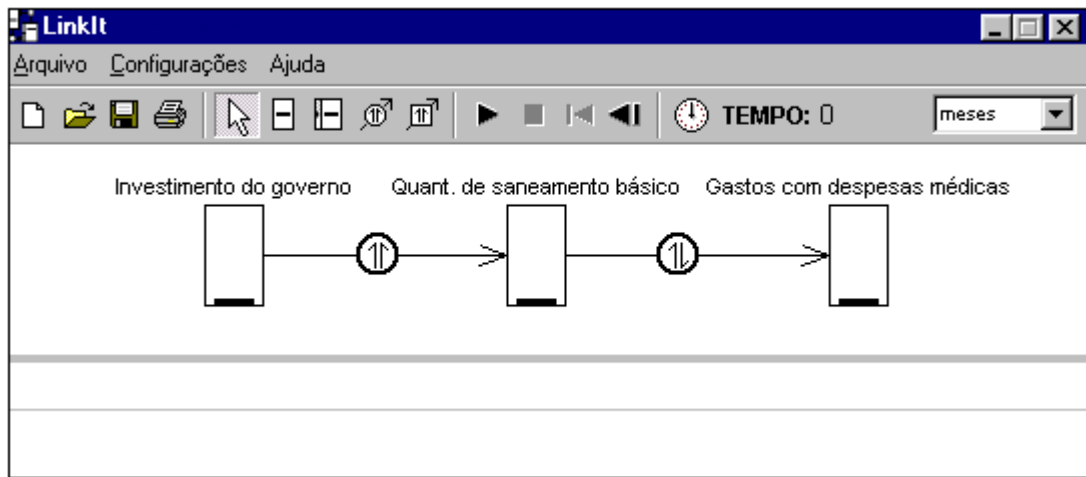 LinkIt
Arquivo Configurações Ajuda
TEMPO: 0 meses
Investimento do governo Quant. de saneamento básico Gastos com despesas médicas